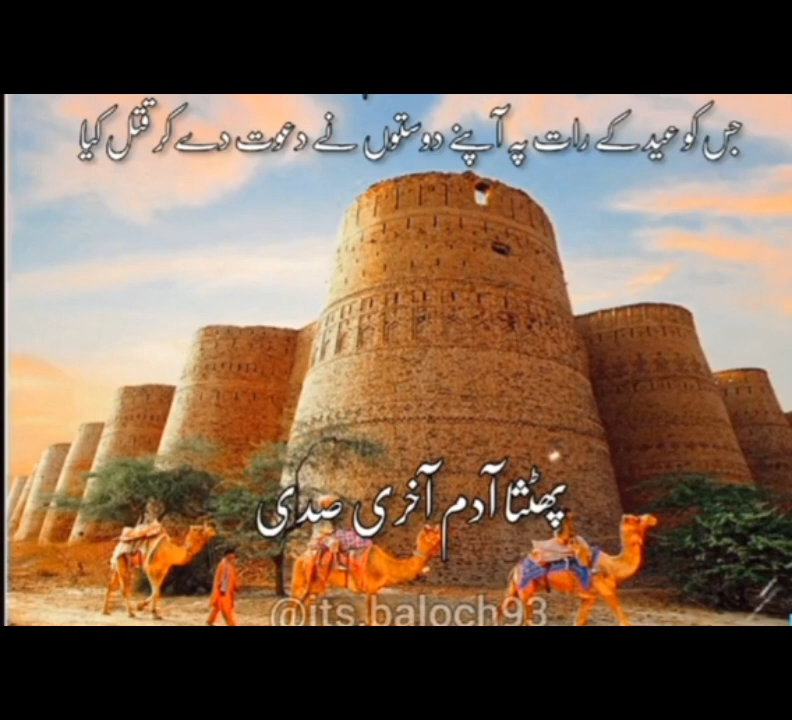 جس کو عید کے رات پہ آپنے دوستوں نے دعوت دے کر قتل کیا
پھٹثا آدم آخری صدی
@its.baloch93